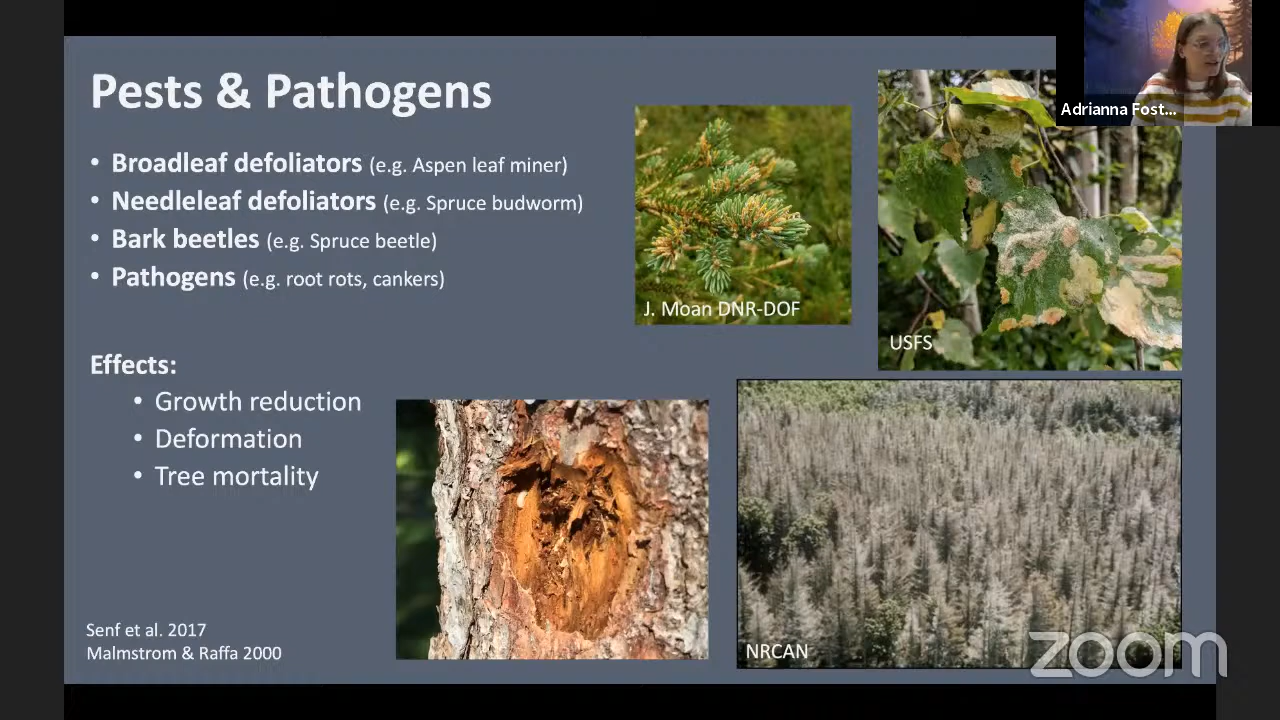 Pests & Pathogens
• Broadleaf defoliators (e.g. Aspen leaf miner)
• Needleleaf defoliators (e.g. Spruce budworm)
• Bark beetles (e.g. Spruce beetle)
• Pathogens (e.g. root rots, cankers)
Effects:
• Growth reduction
• Deformation
• Tree mortality
Senf et al. 2017
Malmstrom & Raffa 2000
J. Moan DNR-DOF
USFS
NRCAN
Adrianna Fost...
zoom